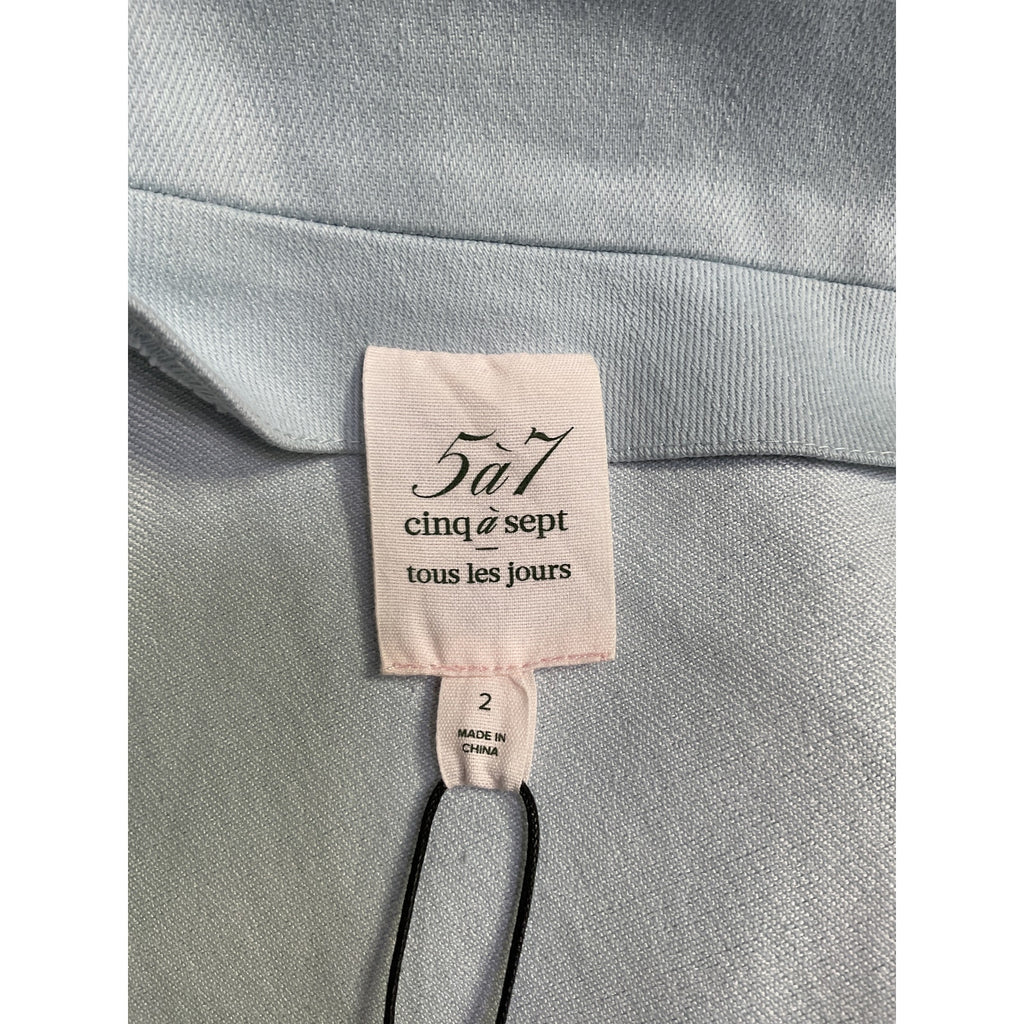 5à7
cinq à sept
tous les jours
2
MADE IN
CHINA